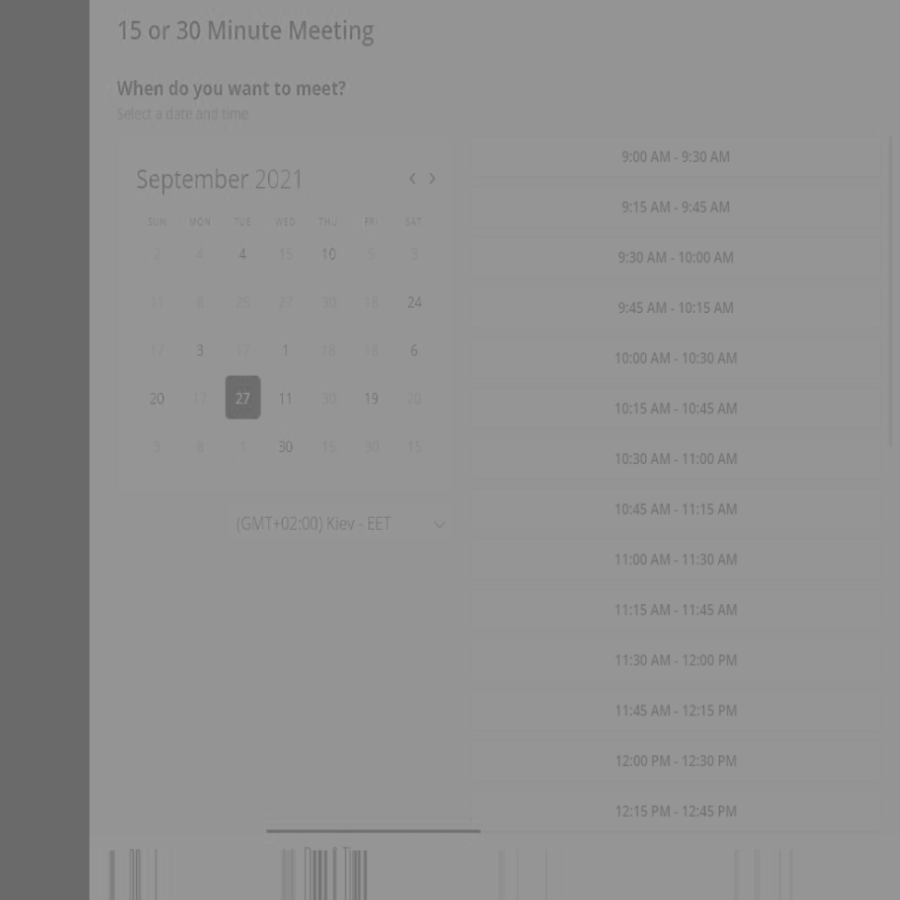 15 or 30 Minute Meeting
When do you want to meet?
Select a date and time
September 2021
SUN MON TUE WED THU FRI SAT
2 4 4 15 10 5 3
11 8 25 27 30 18 24
17 3 17 1 18 18 6
20 17 27 11 30 19 20
3 8 1 30 15 30 15
(GMT+02:00) Kiev - EET
9:00 AM - 9:30 AM
9:15 AM - 9:45 AM
9:30 AM - 10:00 AM
9:45 AM - 10:15 AM
10:00 AM - 10:30 AM
10:15 AM - 10:45 AM
10:30 AM - 11:00 AM
10:45 AM - 11:15 AM
11:00 AM - 11:30 AM
11:15 AM - 11:45 AM
11:30 AM - 12:00 PM
11:45 AM - 12:15 PM
12:00 PM - 12:30 PM
12:15 PM - 12:45 PM